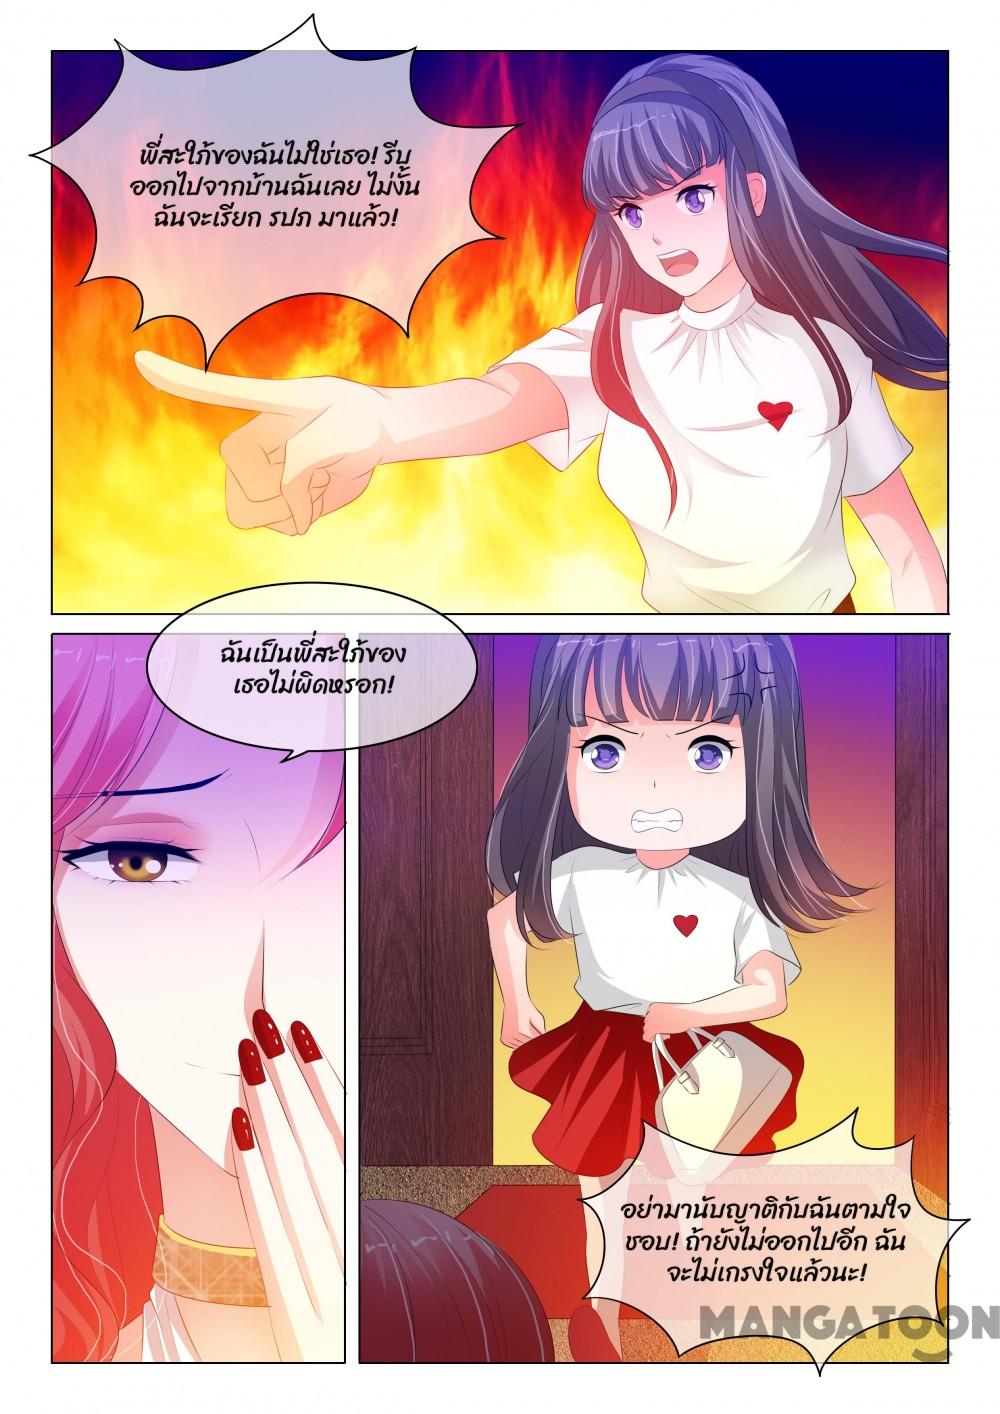 พี่สะใภ้ของฉันไม่ใช่เธอ! รีบ
ออกไปจากบ้านฉันเลย ไม่งั้น
ฉันจะเรียก รปภ มาแล้ว!
ฉันเป็นพี่สะใภ้ของ
เธอไม่ผิดหรอก!
อย่ามานับญาติกับฉันตามใจ
ชอบ! ถ้ายังไม่ออกไปอีก ฉัน
จะไม่เกรงใจแล้วนะ!
MANGATOON